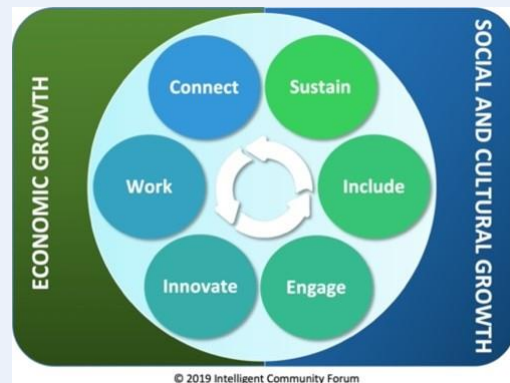 ECONOMIC GROWTH
SOCIAL AND CULTURAL GROWTH
Connect
Sustain
Work
Include
Innovate
Engage
© 2019 Intelligent Community Forum